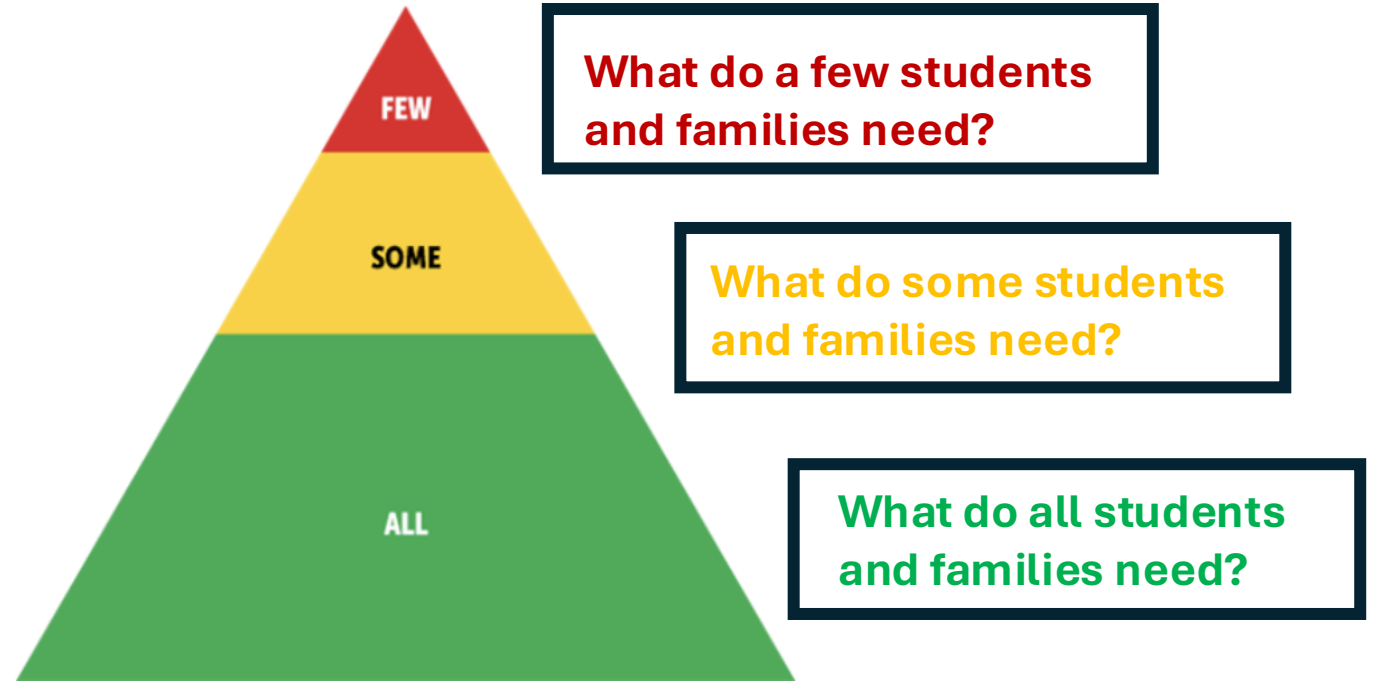 FEW
What do a few students
and families need?
SOME
What do some students
and families need?
ALL
What do all students
and families need?